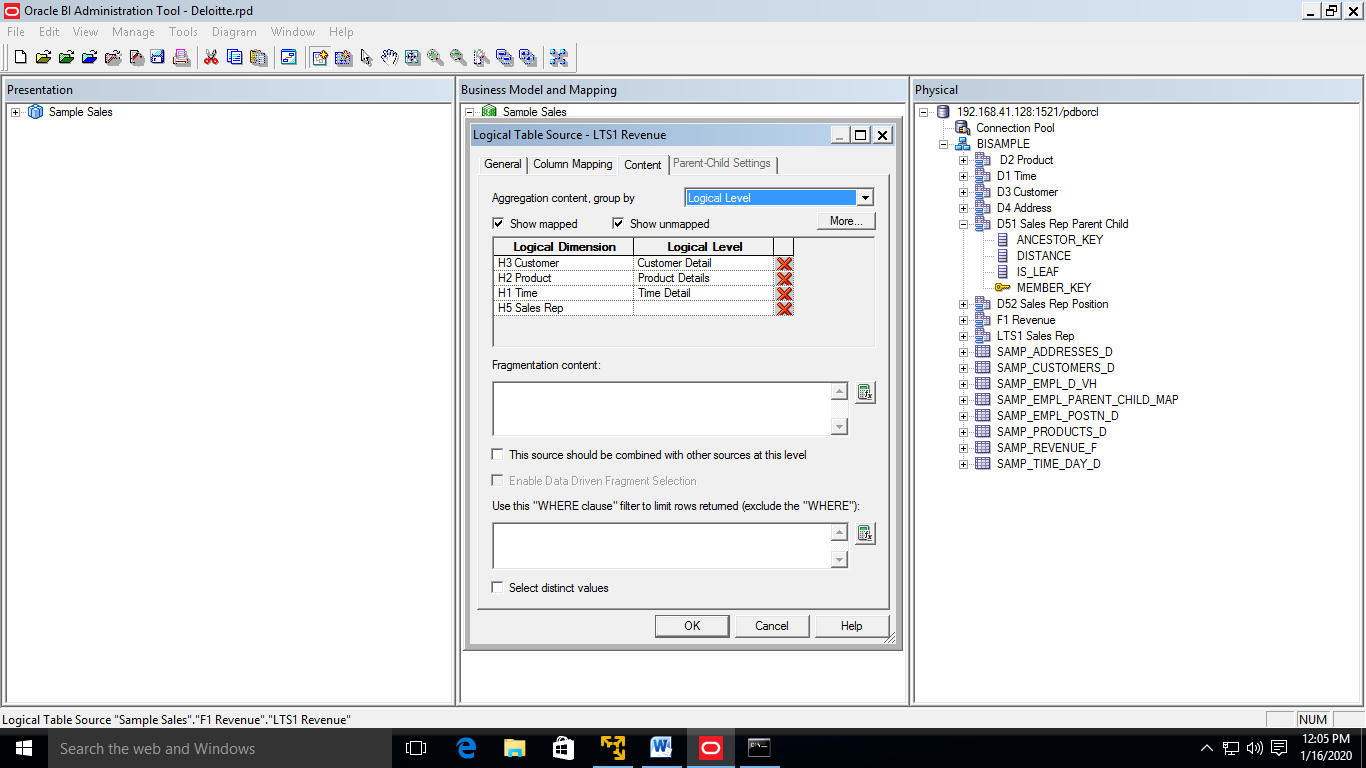 Oracle BI Administration Tool - Deloitte.rpd
File Edit View Manage Tools Diagram Window Help
Presentation
Sample Sales
Business Model and Mapping
Sample Sales
Logical Table Source - LTS1 Revenue
General Column Mapping Content Parent-Child Settings
Aggregation content, group by Logical Level
Show mapped Show unmapped More...
Logical Dimension Logical Level
H3 Customer Customer Detail
H2 Product Product Details
H1 Time Time Detail
H5 Sales Rep
Fragmentation content:
This source should be combined with other sources at this level
Enable Data Driven Fragment Selection
Use this "WHERE clause" filter to limit rows returned (exclude the "WHERE"):
Select distinct values
OK Cancel Help
Physical
192.168.41.128:1521/pdborcl
Connection Pool
BISAMPLE
D2 Product
D1 Time
D3 Customer
D4 Address
D51 Sales Rep Parent Child
ANCESTOR_KEY
DISTANCE
IS_LEAF
MEMBER_KEY
D52 Sales Rep Position
F1 Revenue
LTS1 Sales Rep
SAMP_ADDRESSES_D
SAMP_CUSTOMERS_D
SAMP_EMPL_D_VH
SAMP_EMPL_PARENT_CHILD_MAP
SAMP_EMPL_POSTN_D
SAMP_PRODUCTS_D
SAMP_REVENUE_F
SAMP_TIME_DAY_D
Logical Table Source "Sample Sales"."F1 Revenue"."LTS1 Revenue"
NUM
Search the web and Windows
12:05 PM
1/16/2020